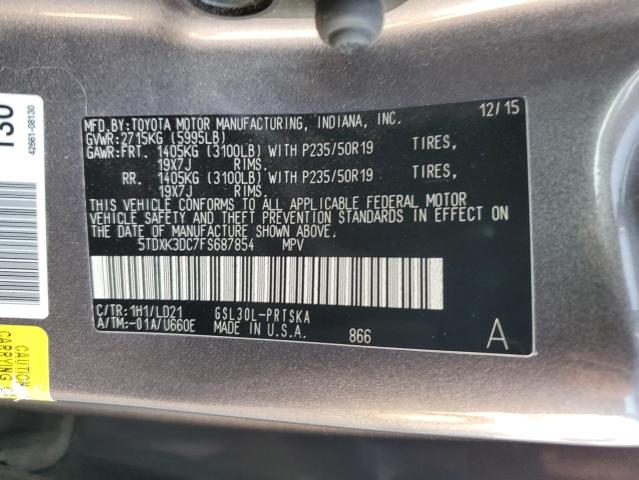 12/15
MFD.BY:TOYOTA MOTOR MANUFACTURING, INDIANA, INC.
GVWR:2715KG (5995LB)
GAWR:FRT. 1405KG (3100LB) WITH P235/50R19 TIRES,
19X7J RIMS.
RR. 1405KG (3100LB) WITH P235/50R19 TIRES,
19X7J RIMS.
THIS VEHICLE CONFORMS TO ALL APPLICABLE FEDERAL MOTOR
VEHICLE SAFETY AND THEFT PREVENTION STANDARDS IN EFFECT ON
THE DATE OF MANUFACTURE SHOWN ABOVE.
5TDXK3DC7FS687854 MPV
C/TR:1H1/LD21 GSL30L-PRTSKA
A/TM:-01A/U660E MADE IN U.S.A. 866 A
130
42661-08130
CAUTION
CARRYING